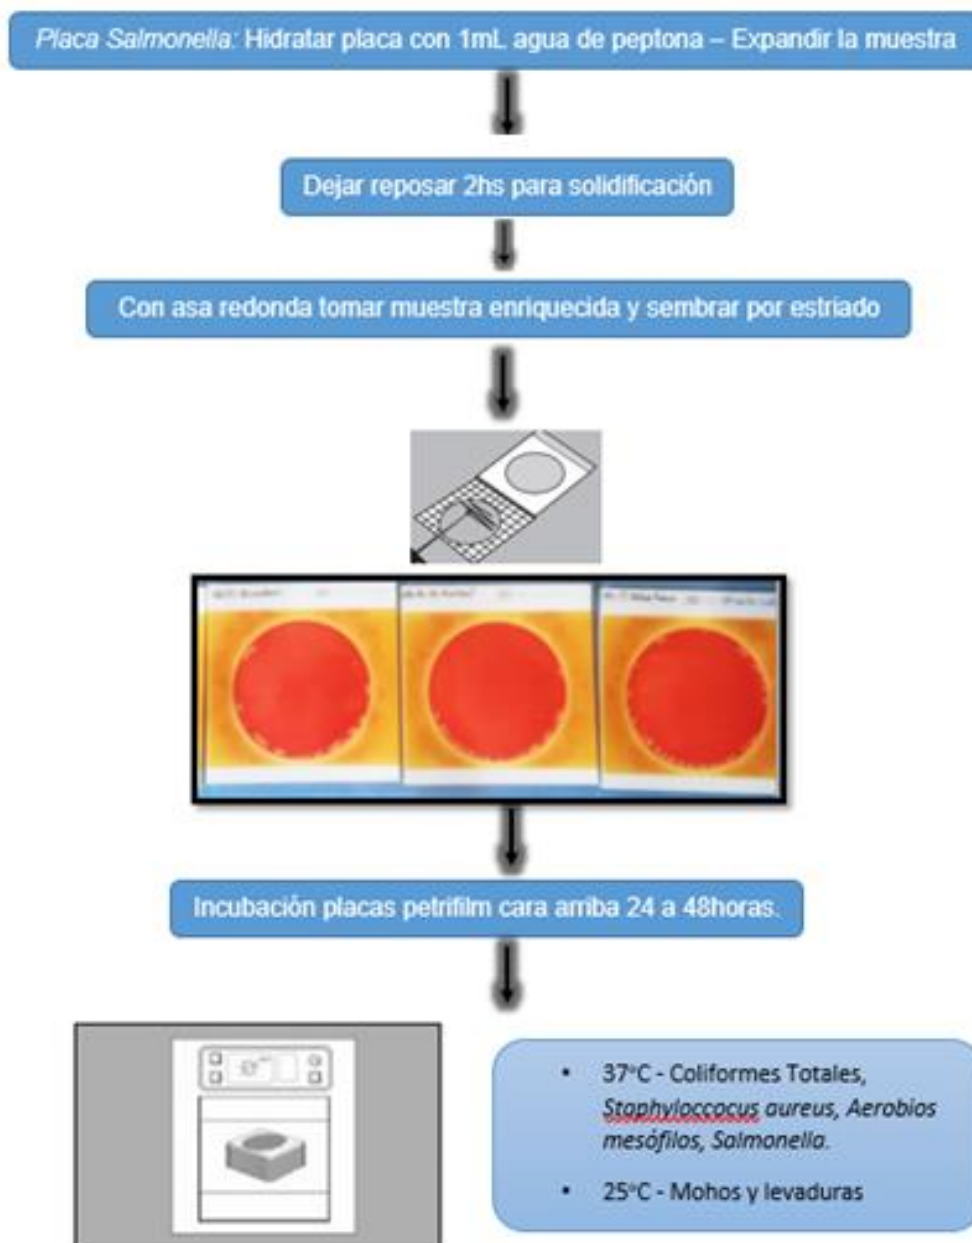 Placa Salmonella: Hidratar placa con 1mL agua de peptona – Expandir la muestra
Dejar reposar 2hs para solidificación
Con asa redonda tomar muestra enriquecida y sembrar por estriado
Incubación placas petrifilm cara arriba 24 a 48horas.
• 37°C - Coliformes Totales,
Staphyloccocus aureus, Aerobios
mesófilos, Salmonella.
• 25°C - Mohos y levaduras